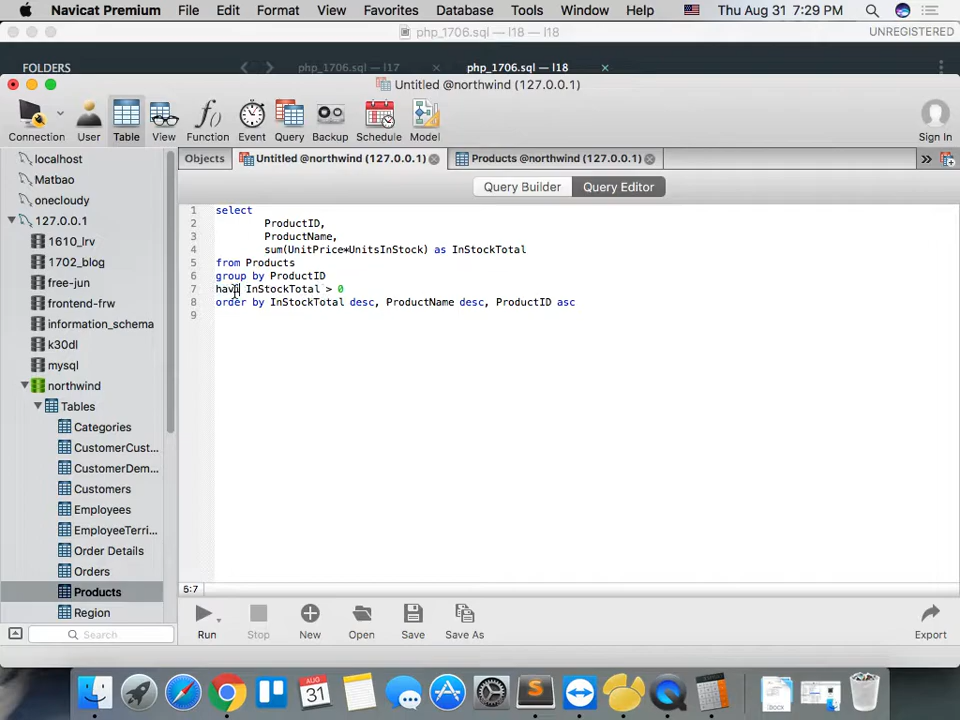 Navicat Premium File Edit View Favorites Tools Window Help Thu Aug 31 7:29 PM
php_1706.sql — l18 — l18 UNREGISTERED
FOLDERS php_1706.sql — l17 php_1706.sql — l18
Untitled @northwind (127.0.0.1)
Connection User Table View Function Event Query Backup Schedule Model Sign In
Objects Untitled @northwind (127.0.0.1) Products @northwind (127.0.0.1)
Query Builder Query Editor
localhost
Matbao
onecloudy
127.0.0.1
1610_lrv
1702_blog
free-jun
frontend-frw
information_schema
k30dl
mysql
northwind
Tables
Categories
CustomerCust...
CustomerDem...
Customers
Employees
EmployeeTerri...
Order Details
Orders
Products
Region
Search
1 select
2 ProductID,
3 ProductName,
4 sum(UnitPrice*UnitsInStock) as InStockTotal
5 from Products
6 group by ProductID
7 InStockTotal > 0
8 order by InStockTotal desc, ProductName desc, ProductID asc
9
5:7
Run Stop New Open Save Save As Export
AUG
31
DOCX